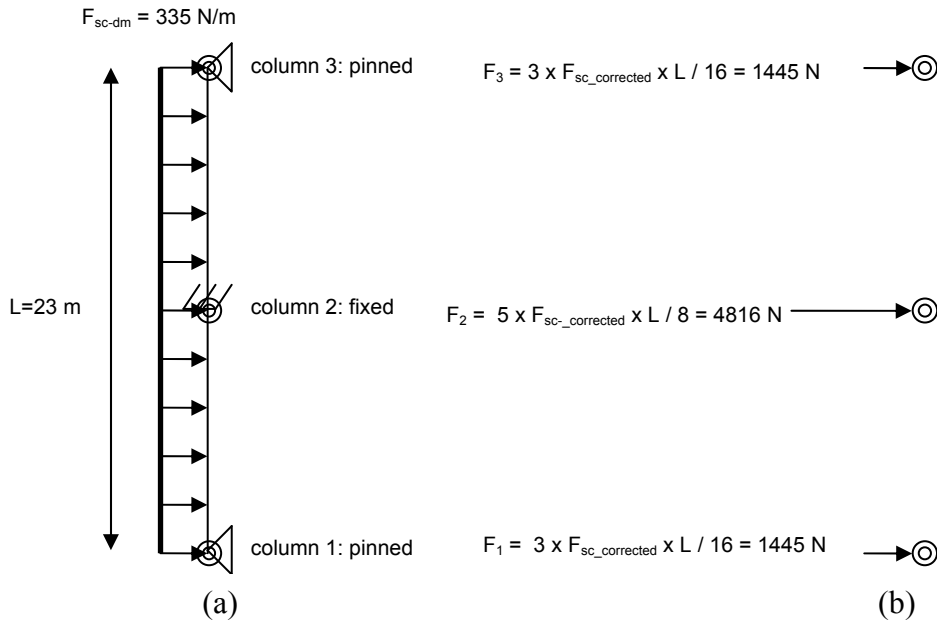 F_sc-dm = 335 N/m
column 3: pinned
F_3 = 3 x F_sc_corrected x L / 16 = 1445 N
L=23 m
column 2: fixed
F_2 = 5 x F_sc-_corrected x L / 8 = 4816 N
column 1: pinned
F_1 = 3 x F_sc_corrected x L / 16 = 1445 N
(a)
(b)